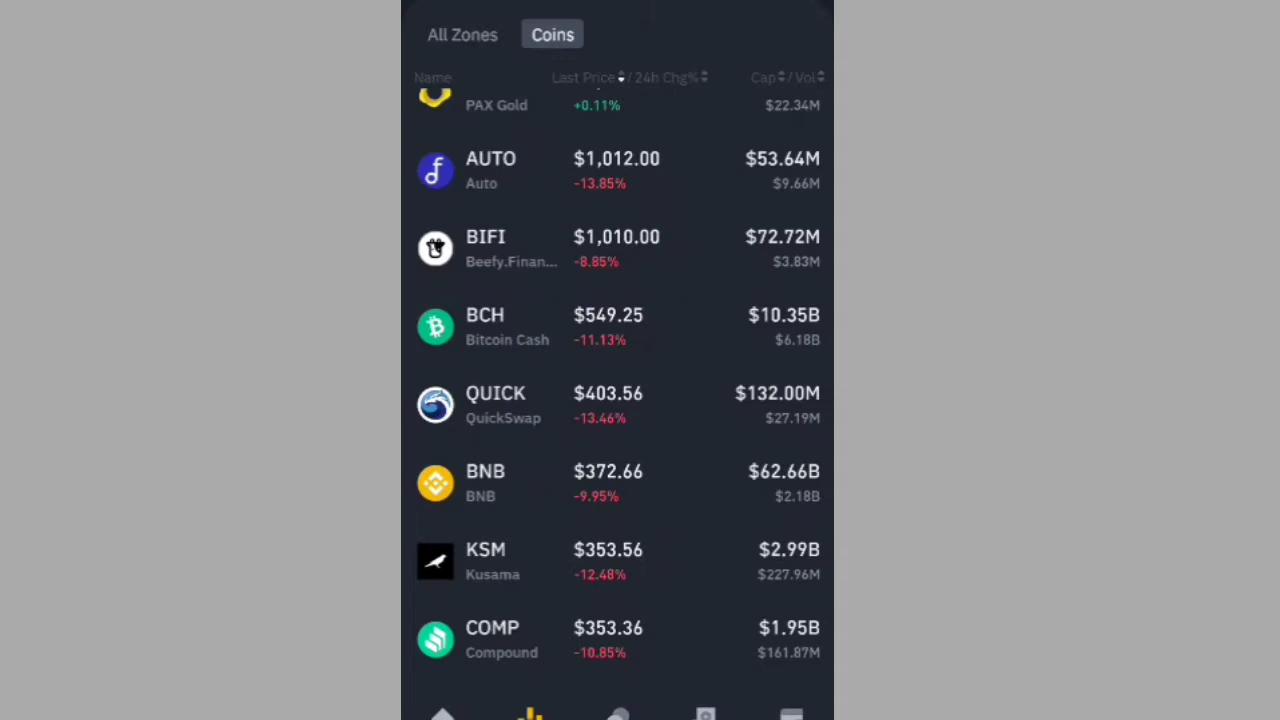 All Zones Coins
Name Last Price / 24h Chg% Cap / Vol
PAX Gold +0.11% $22.34M
AUTO $1,012.00 $53.64M
Auto -13.85% $9.66M
BIFI $1,010.00 $72.72M
Beefy.Finan... -8.85% $3.83M
BCH $549.25 $10.35B
Bitcoin Cash -11.13% $6.18B
QUICK $403.56 $132.00M
QuickSwap -13.46% $27.19M
BNB $372.66 $62.66B
BNB -9.95% $2.18B
KSM $353.56 $2.99B
Kusama -12.48% $227.96M
COMP $353.36 $1.95B
Compound -10.85% $161.87M